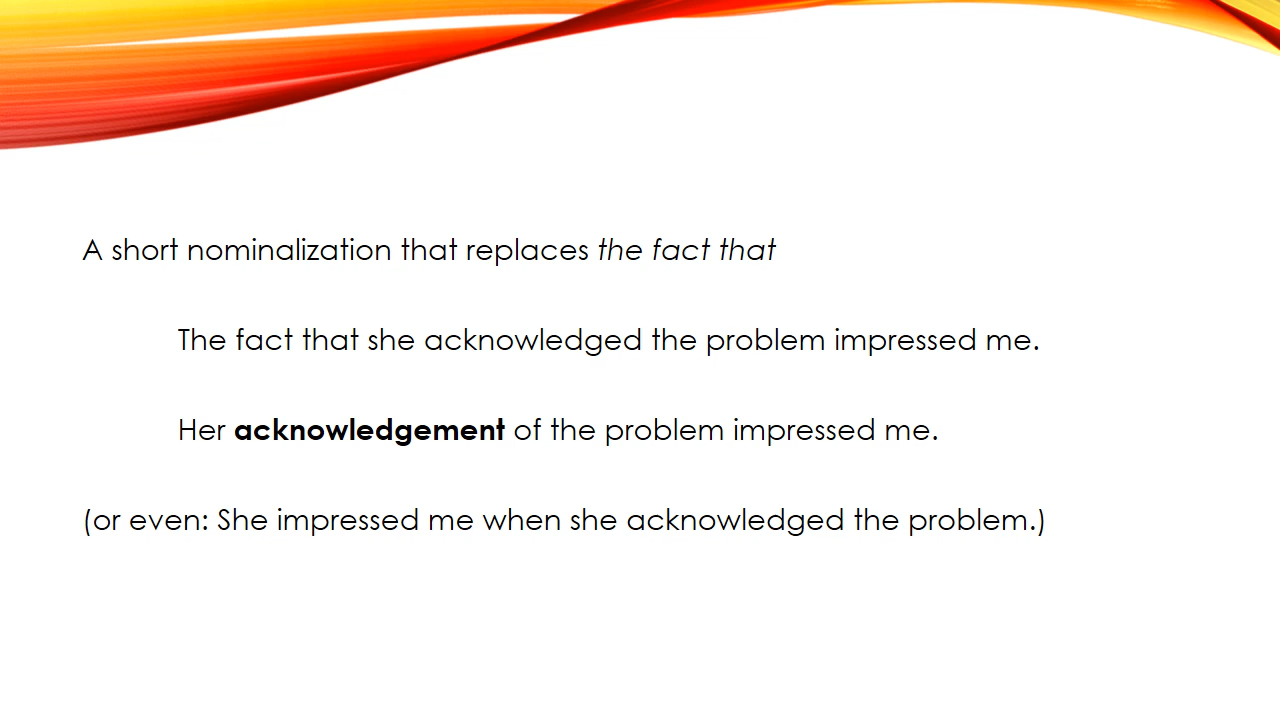 A short nominalization that replaces the fact that
The fact that she acknowledged the problem impressed me.
Her acknowledgement of the problem impressed me.
(or even: She impressed me when she acknowledged the problem.)